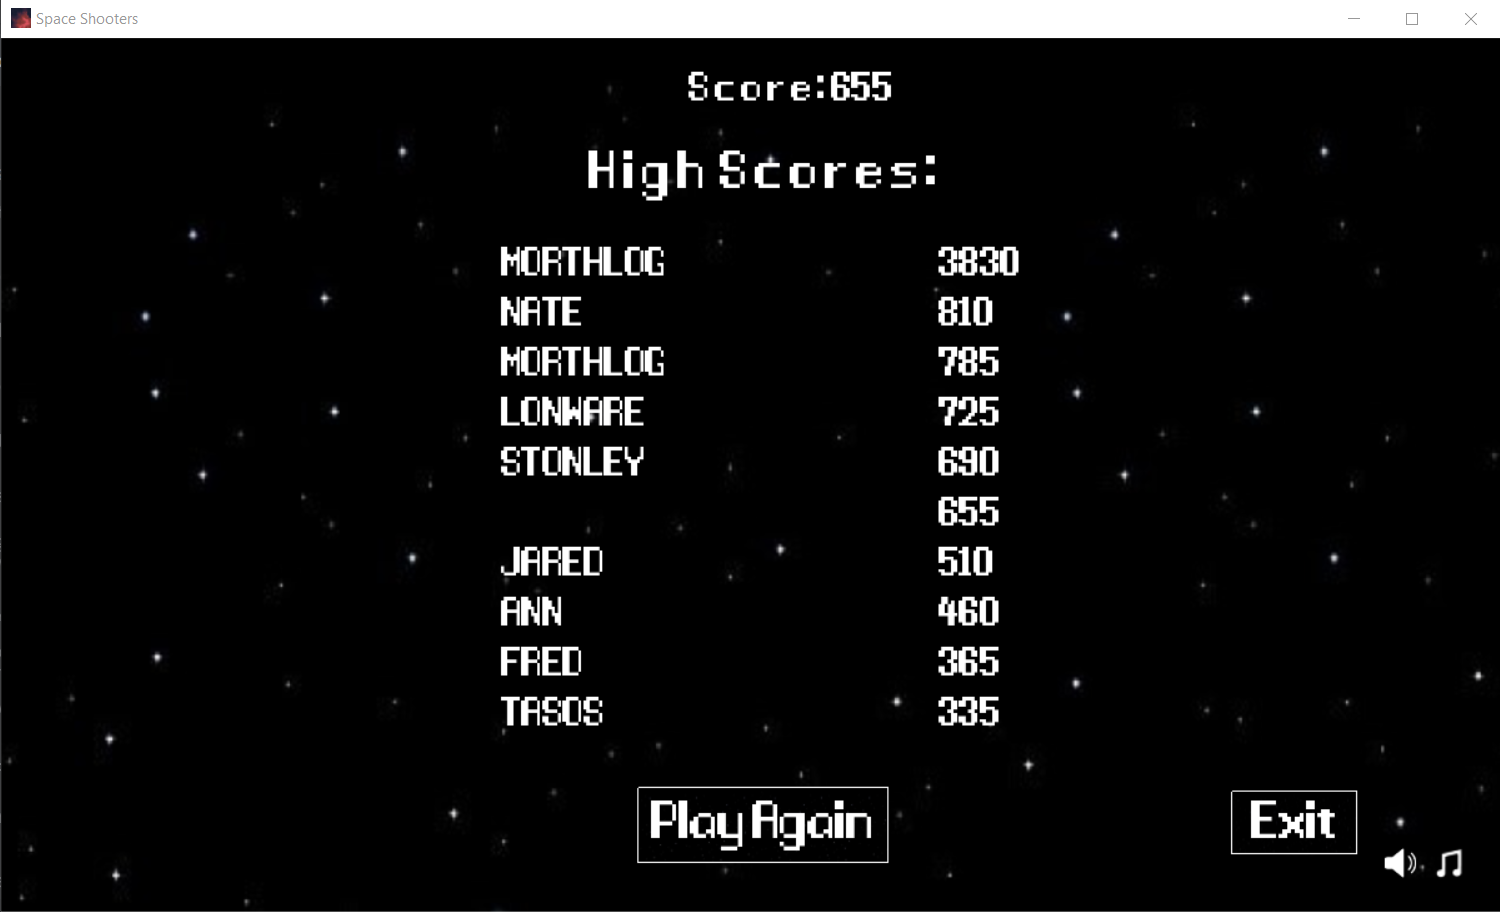 Space Shooters
Score:655
High Scores:
MORTHLOG 3830
NATE 810
MORTHLOG 785
LONWARE 725
STONLEY 690
655
JARED 510
ANN 460
FRED 365
TASOS 335
Play Again
Exit